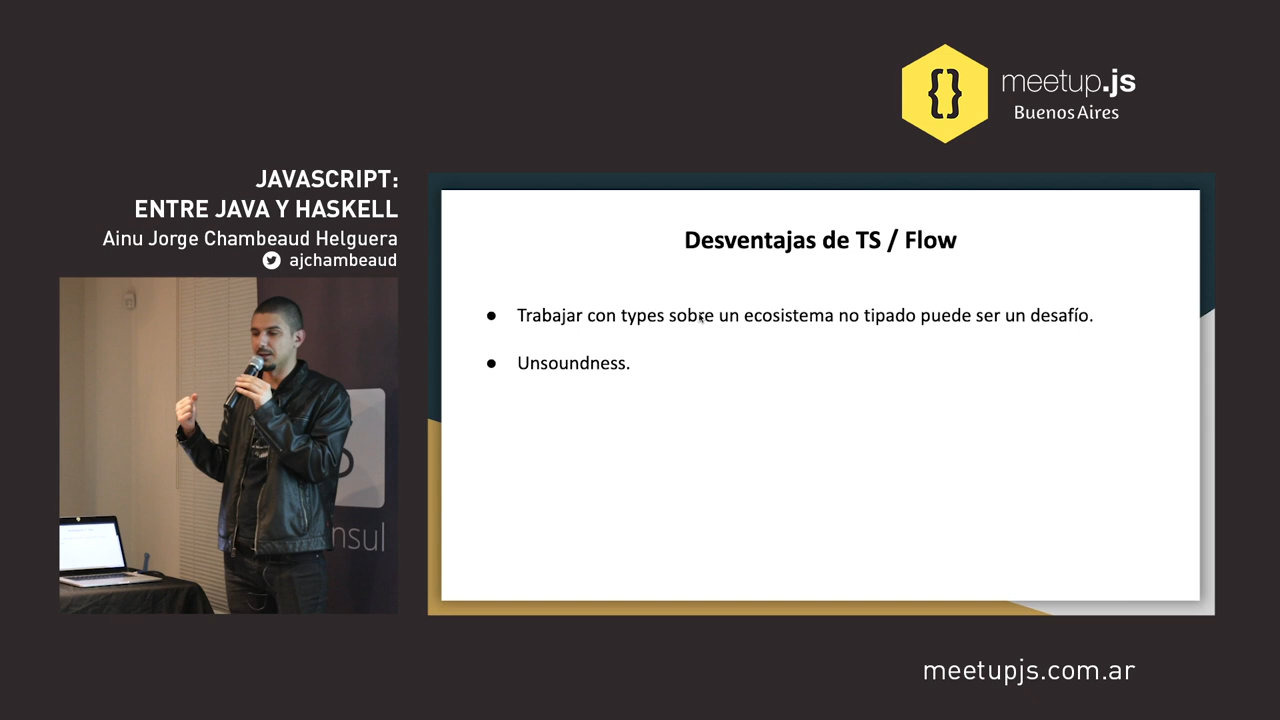 {}
meetup.js
Buenos Aires
JAVASCRIPT:
ENTRE JAVA Y HASKELL
Ainu Jorge Chambeaud Helguera
ajchambeaud
Desventajas de TS / Flow
● Trabajar con types sobre un ecosistema no tipado puede ser un desafío.
● Unsoundness.
nsul
meetupjs.com.ar